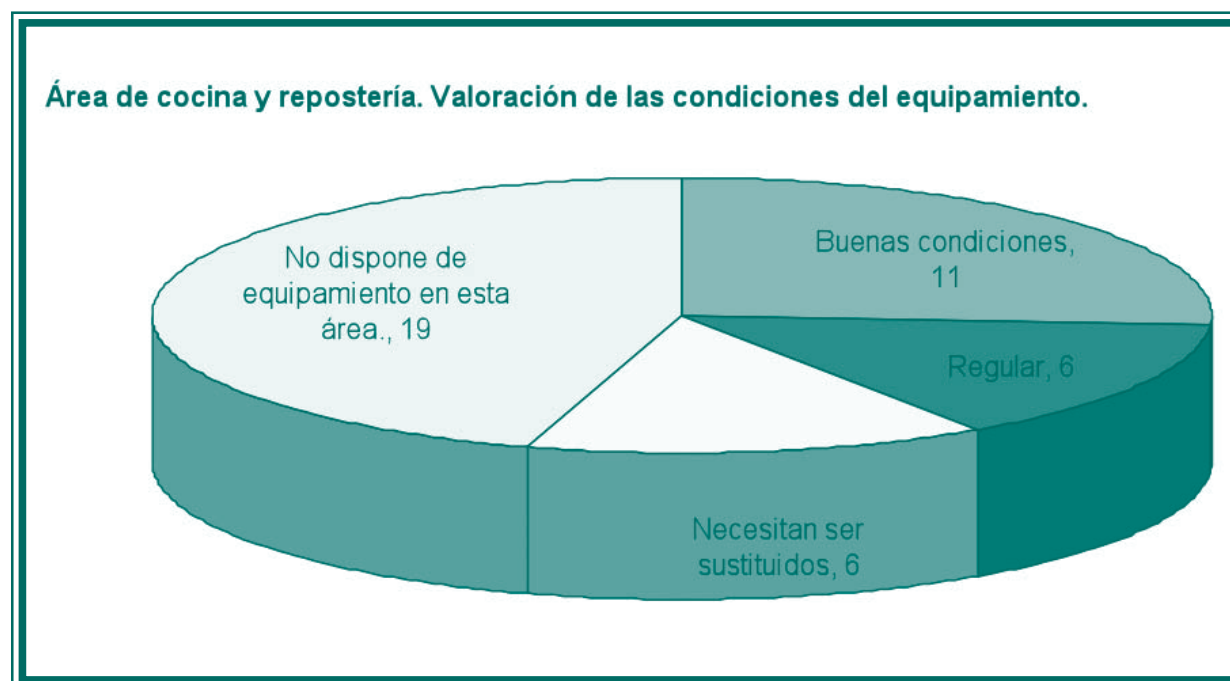 Área de cocina y repostería. Valoración de las condiciones del equipamiento.
Buenas condiciones,
11
No dispone de
equipamiento en esta
área., 19
Regular, 6
Necesitan ser
sustituidos, 6